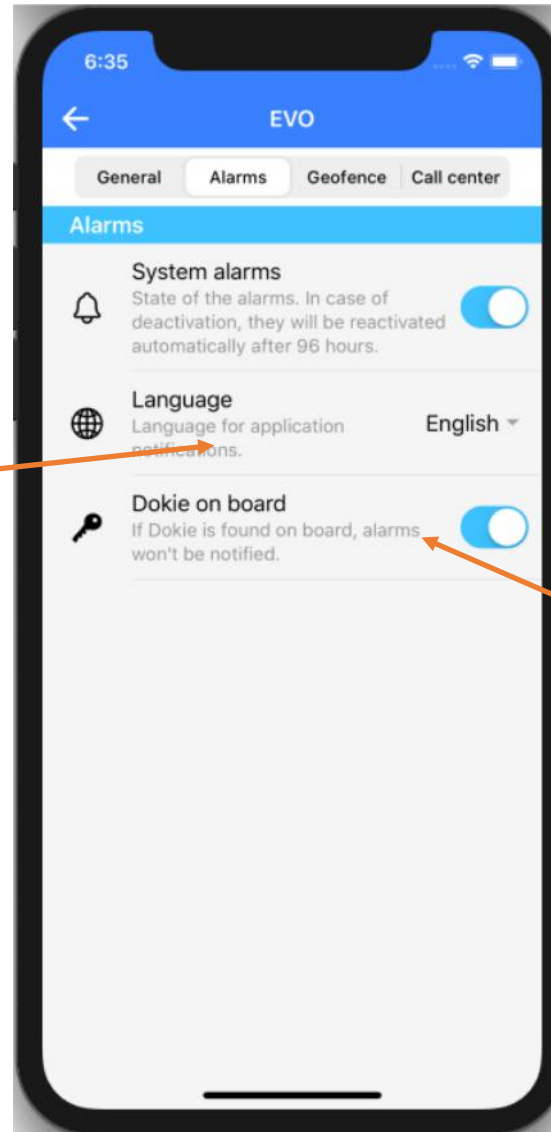 6:35
EVO
General Alarms Geofence Call center
Alarms
System alarms
State of the alarms. In case of
deactivation, they will be reactivated
automatically after 96 hours.
Language
Language for application
notifications.
English
Dokie on board
If Dokie is found on board, alarms
won't be notified.